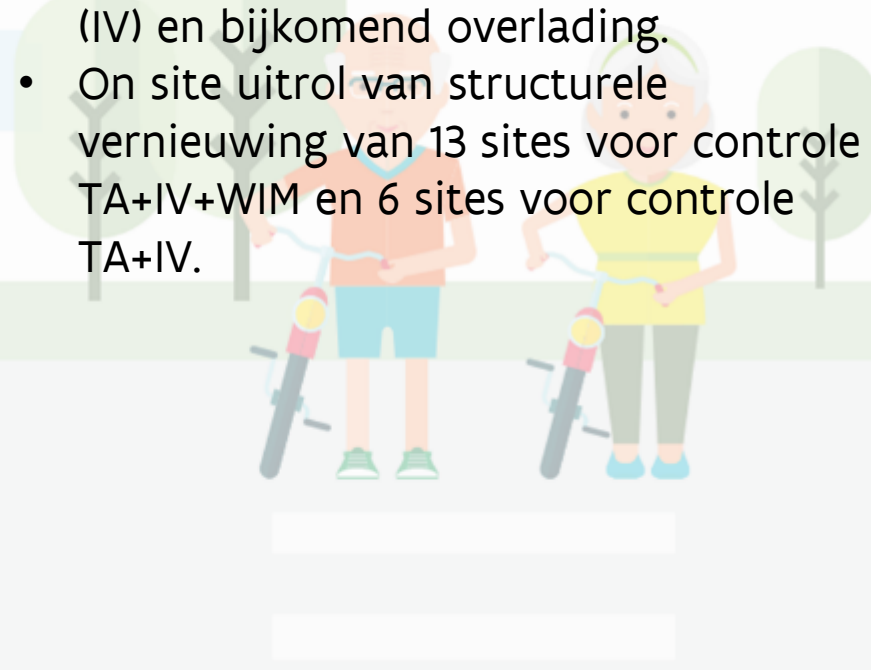 (IV) en bijkomend overlading.
• On site uitrol van structurele
vernieuwing van 13 sites voor controle
TA+IV+WIM en 6 sites voor controle
TA+IV.